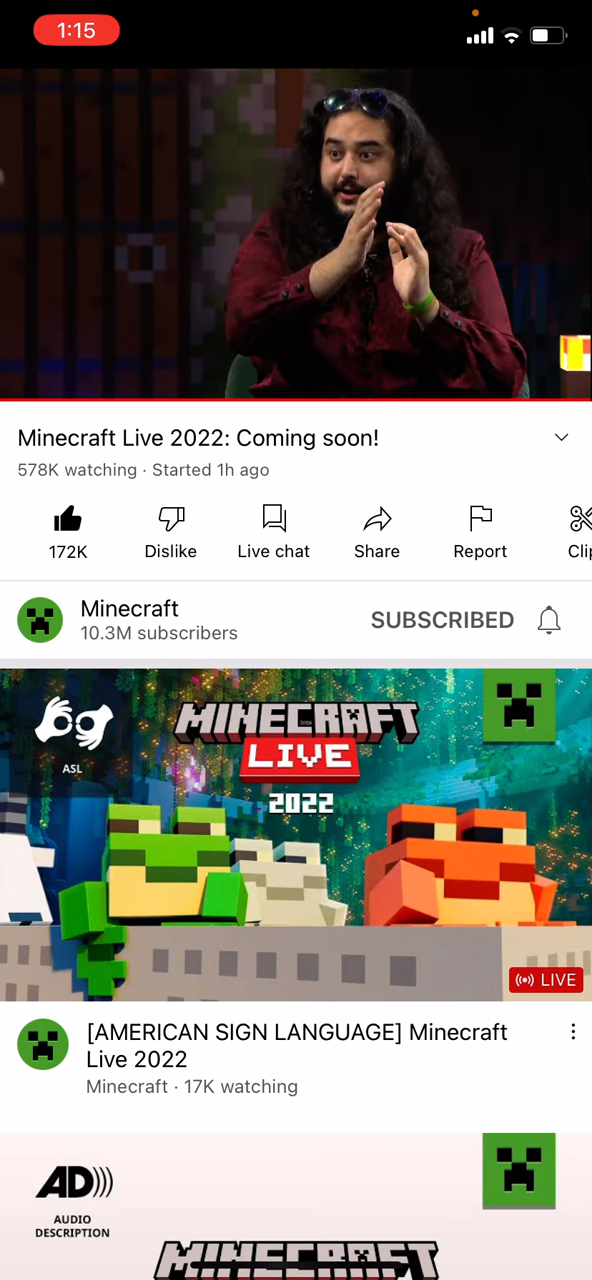 1:15
Minecraft Live 2022: Coming soon!
578K watching · Started 1h ago
172K
Dislike
Live chat
Share
Report
Clip
Minecraft
10.3M subscribers
SUBSCRIBED
ASL
MINECRAFT
LIVE
2022
LIVE
[AMERICAN SIGN LANGUAGE] Minecraft
Live 2022
Minecraft · 17K watching
AD
AUDIO
DESCRIPTION
MINECRAFT